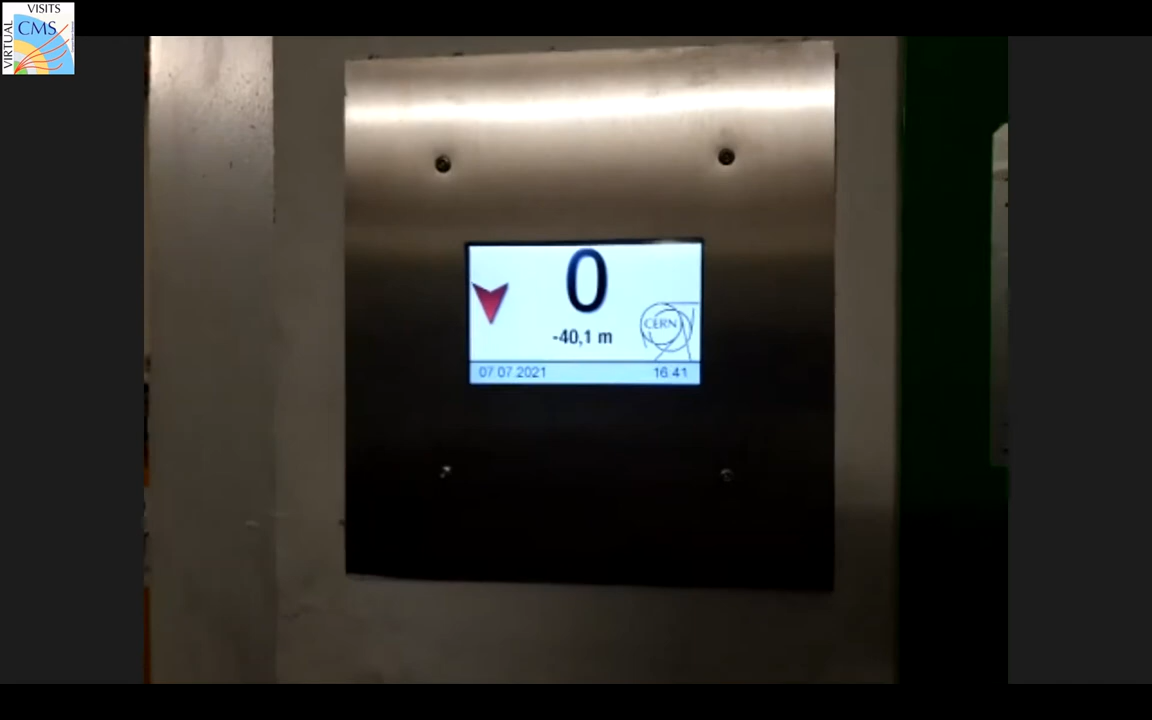 VISITS
CMS
VIRTUAL
0
-40,1 m
CERN
07.07.2021 16:41